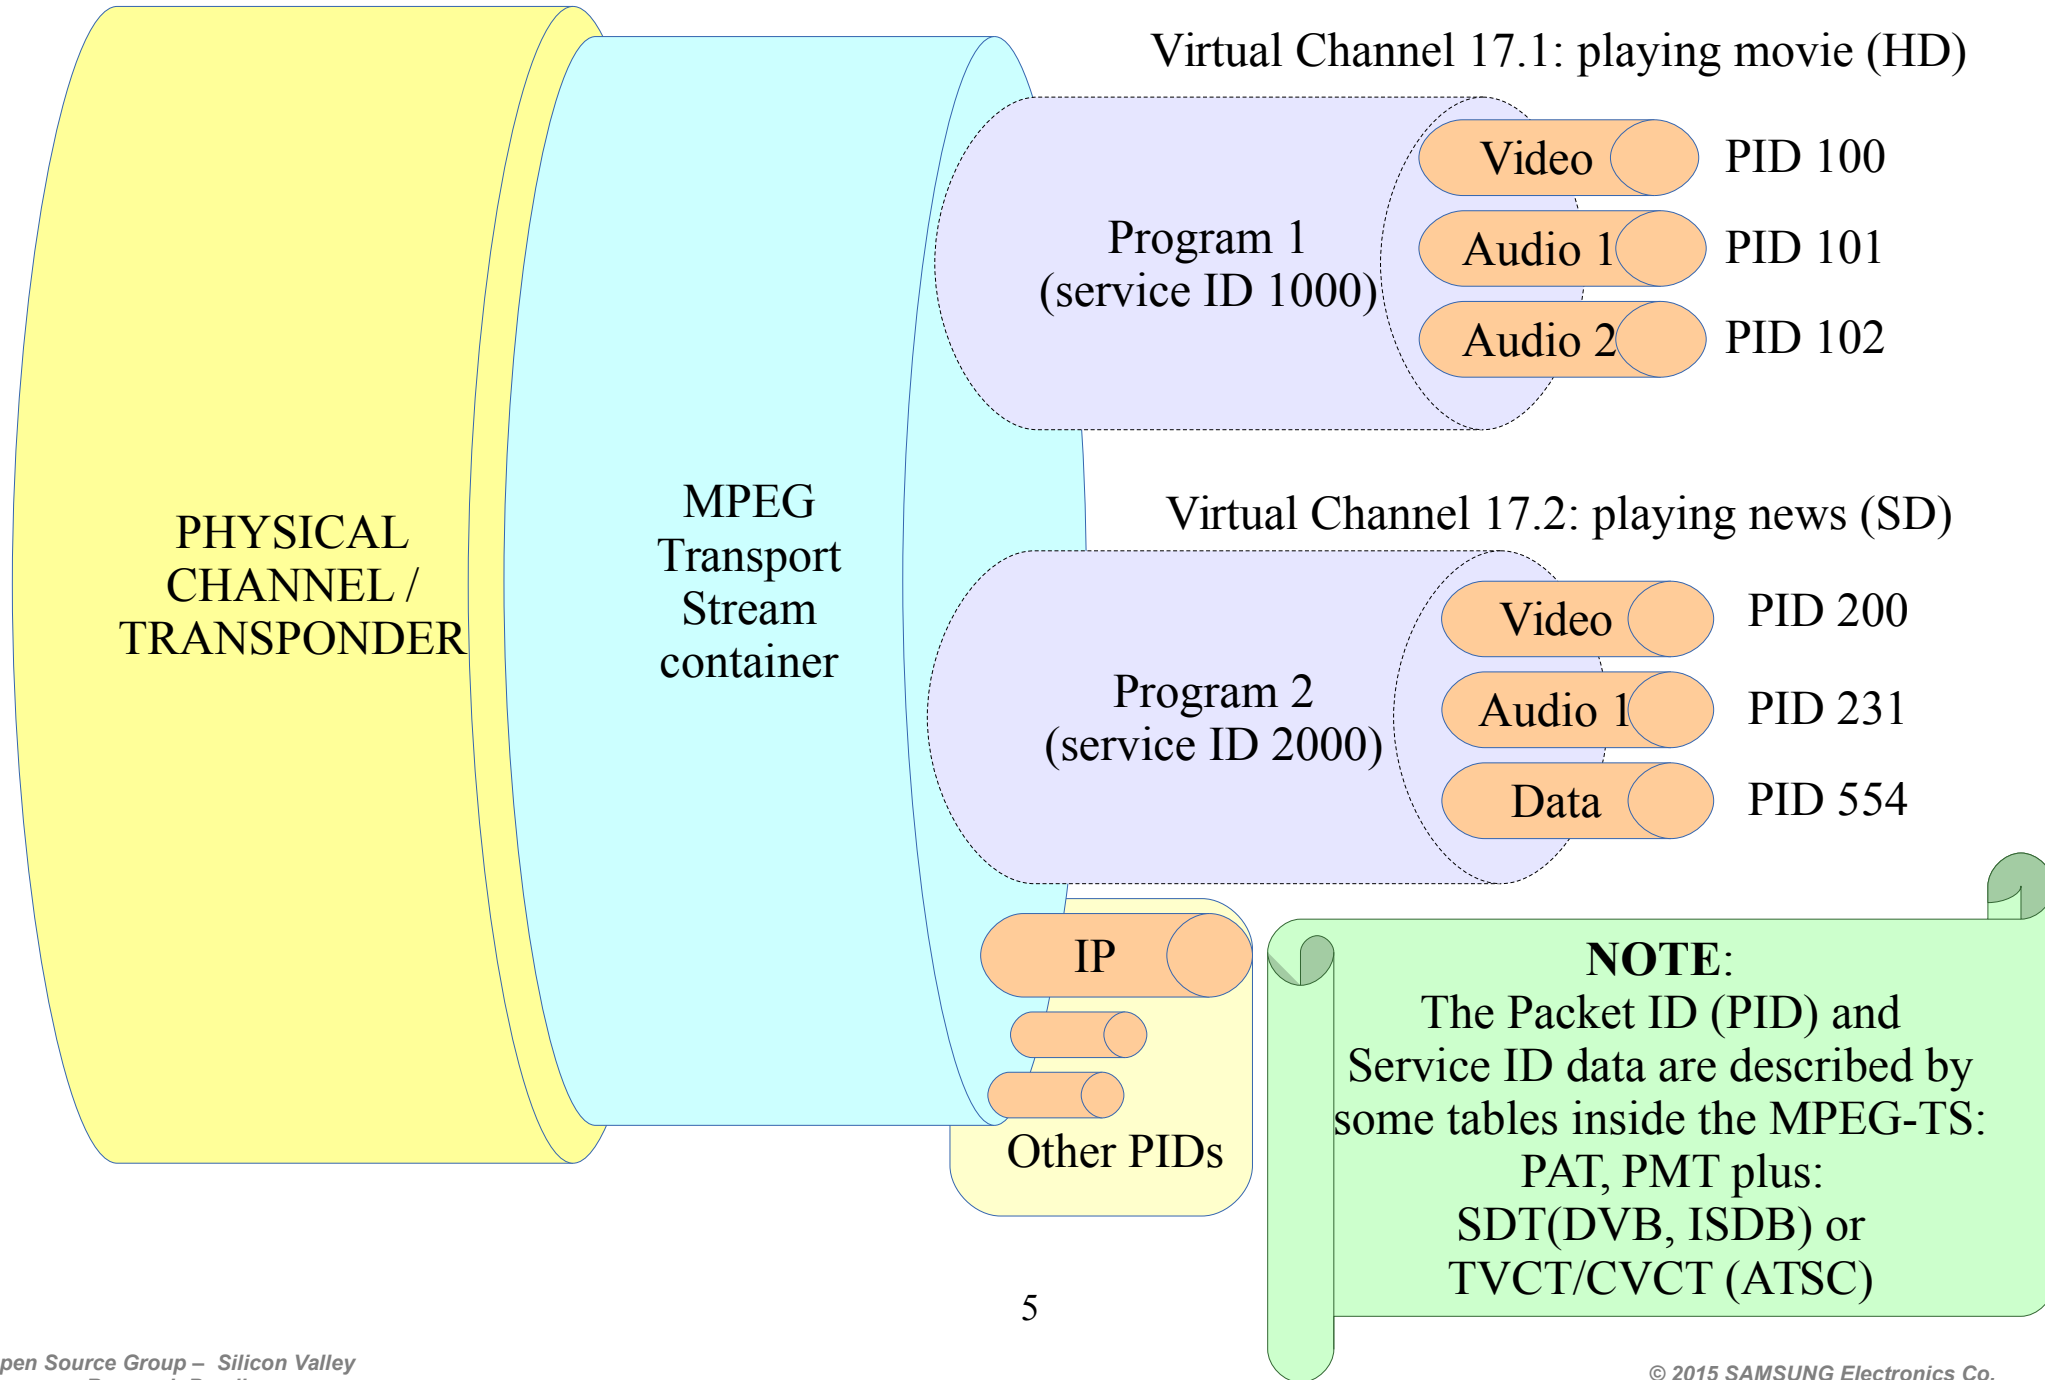 Virtual Channel 17.1: playing movie (HD)
Video
PID 100
Audio 1
PID 101
Audio 2
PID 102
Program 1
(service ID 1000)
PHYSICAL
CHANNEL /
TRANSPONDER
MPEG
Transport
Stream
container
Virtual Channel 17.2: playing news (SD)
Video
PID 200
Audio 1
PID 231
Data
PID 554
Program 2
(service ID 2000)
IP
Other PIDs
NOTE:
The Packet ID (PID) and
Service ID data are described by
some tables inside the MPEG-TS:
PAT, PMT plus:
SDT(DVB, ISDB) or
TVCT/CVCT (ATSC)
5
pen Source Group – Silicon Valley
© 2015 SAMSUNG Electronics Co.